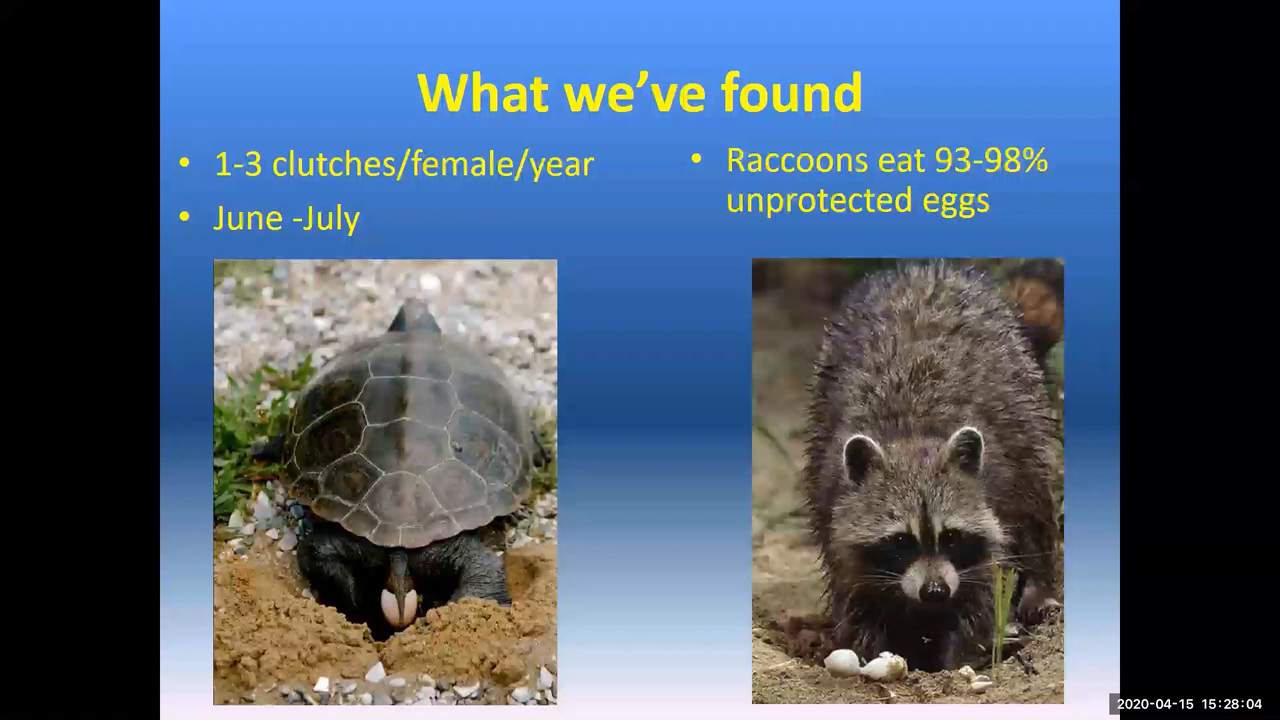 What we've found
• 1-3 clutches/female/year
• June -July
• Raccoons eat 93-98%
unprotected eggs
2020-04-15 15:28:04